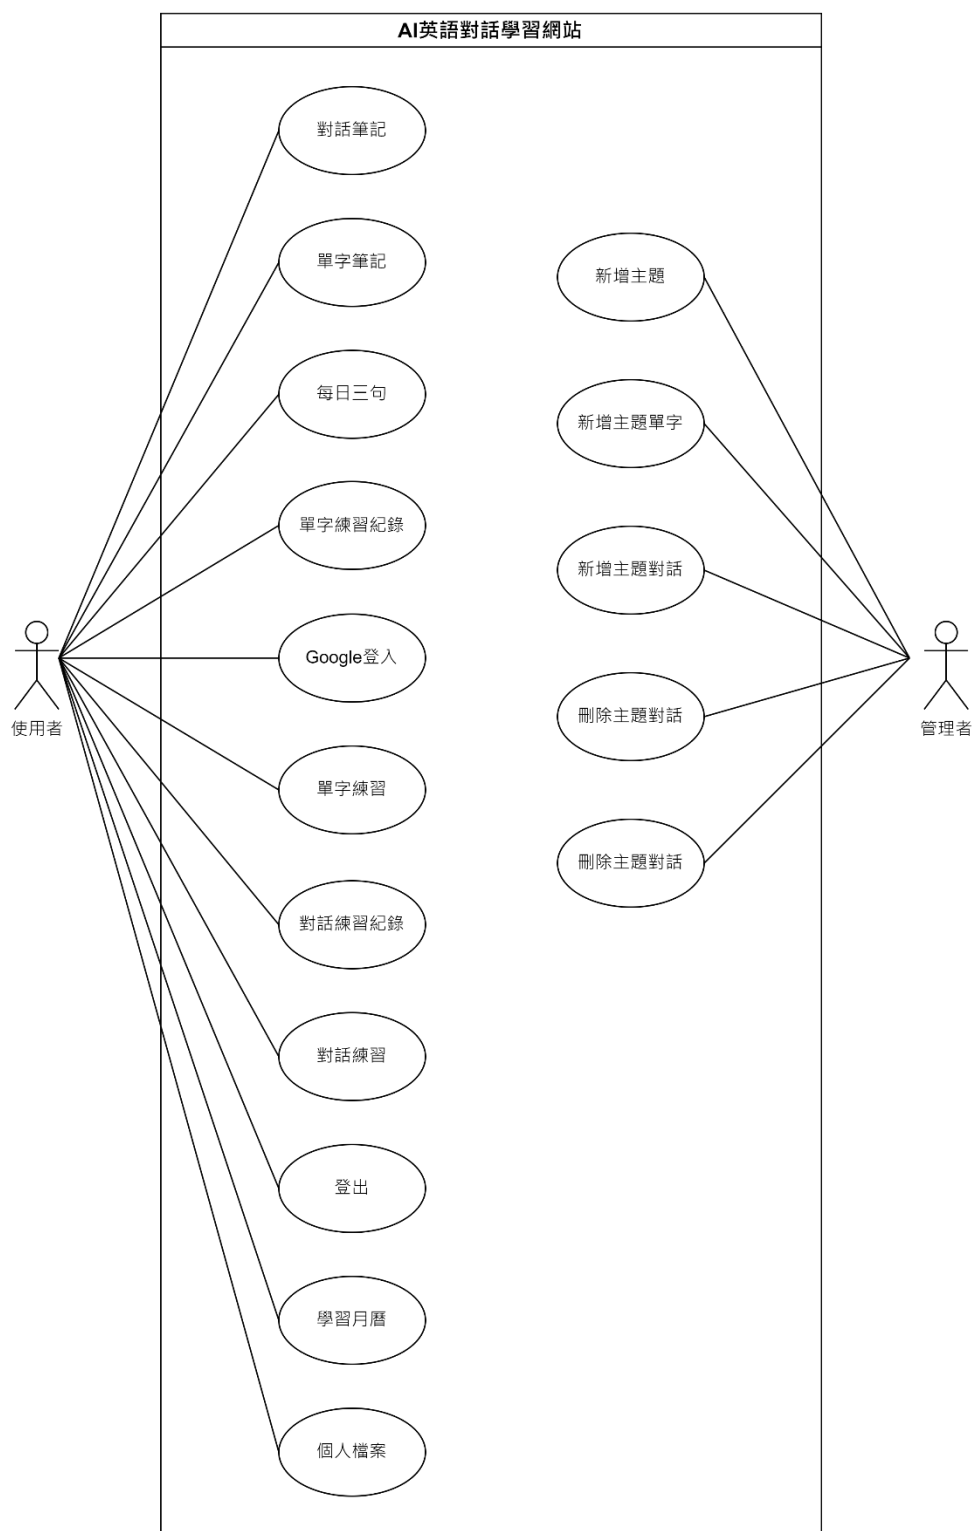 AI英語對話學習網站
對話筆記
單字筆記
每日三句
單字練習紀錄
Google登入
單字練習
對話練習紀錄
對話練習
登出
學習月曆
個人檔案
新增主題
新增主題單字
新增主題對話
刪除主題對話
刪除主題對話
使用者
管理者